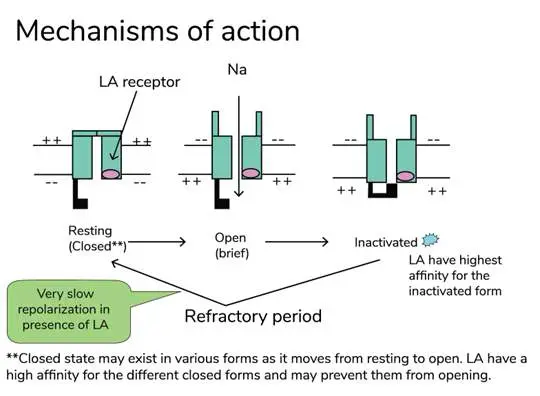 Mechanisms of action
Na
LA receptor
++ ++ -- -- -- --
-- -- ++ ++ ++ ++
Resting
(Closed**)
Open
(brief)
Inactivated
LA have highest
affinity for the
inactivated form
Very slow
repolarization in
presence of LA
Refractory period
**Closed state may exist in various forms as it moves from resting to open. LA have a
high affinity for the different closed forms and may prevent them from opening.